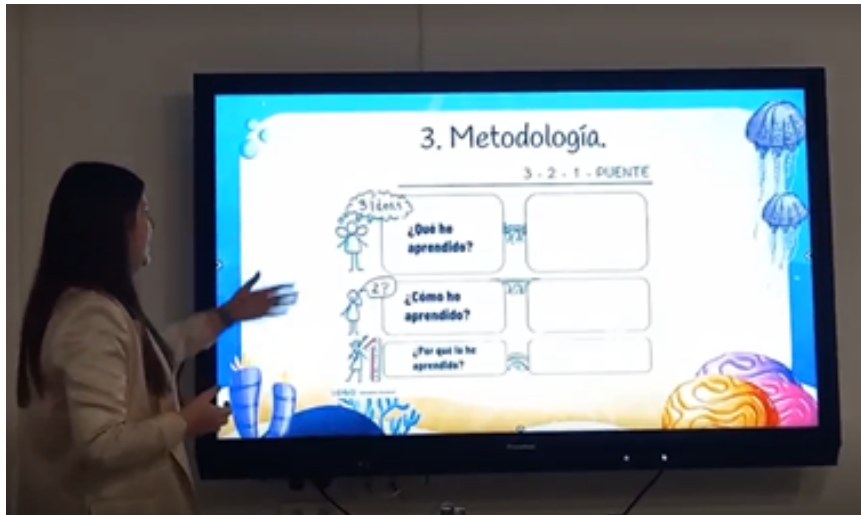 3. Metodología.
3 - 2 - 1 - PUENTE
3 ideas
¿Qué he
aprendido?
2?
¿Cómo he
aprendido?
¿Por qué lo he
aprendido?